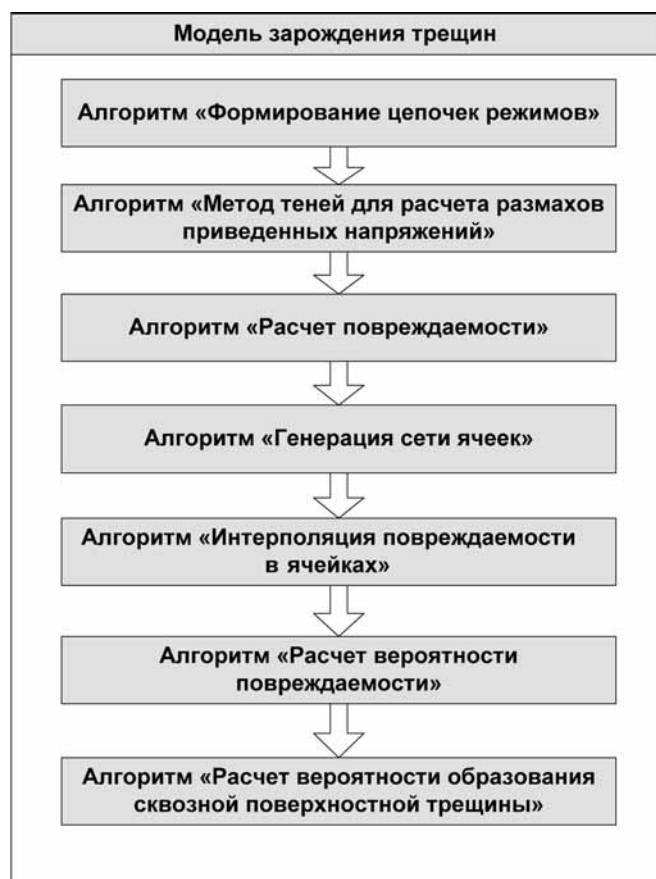 Модель зарождения трещин
Алгоритм «Формирование цепочек режимов»
Алгоритм «Метод теней для расчета размахов
приведенных напряжений»
Алгоритм «Расчет повреждаемости»
Алгоритм «Генерация сети ячеек»
Алгоритм «Интерполяция повреждаемости
в ячейках»
Алгоритм «Расчет вероятности
повреждаемости»
Алгоритм «Расчет вероятности образования
сквозной поверхностной трещины»